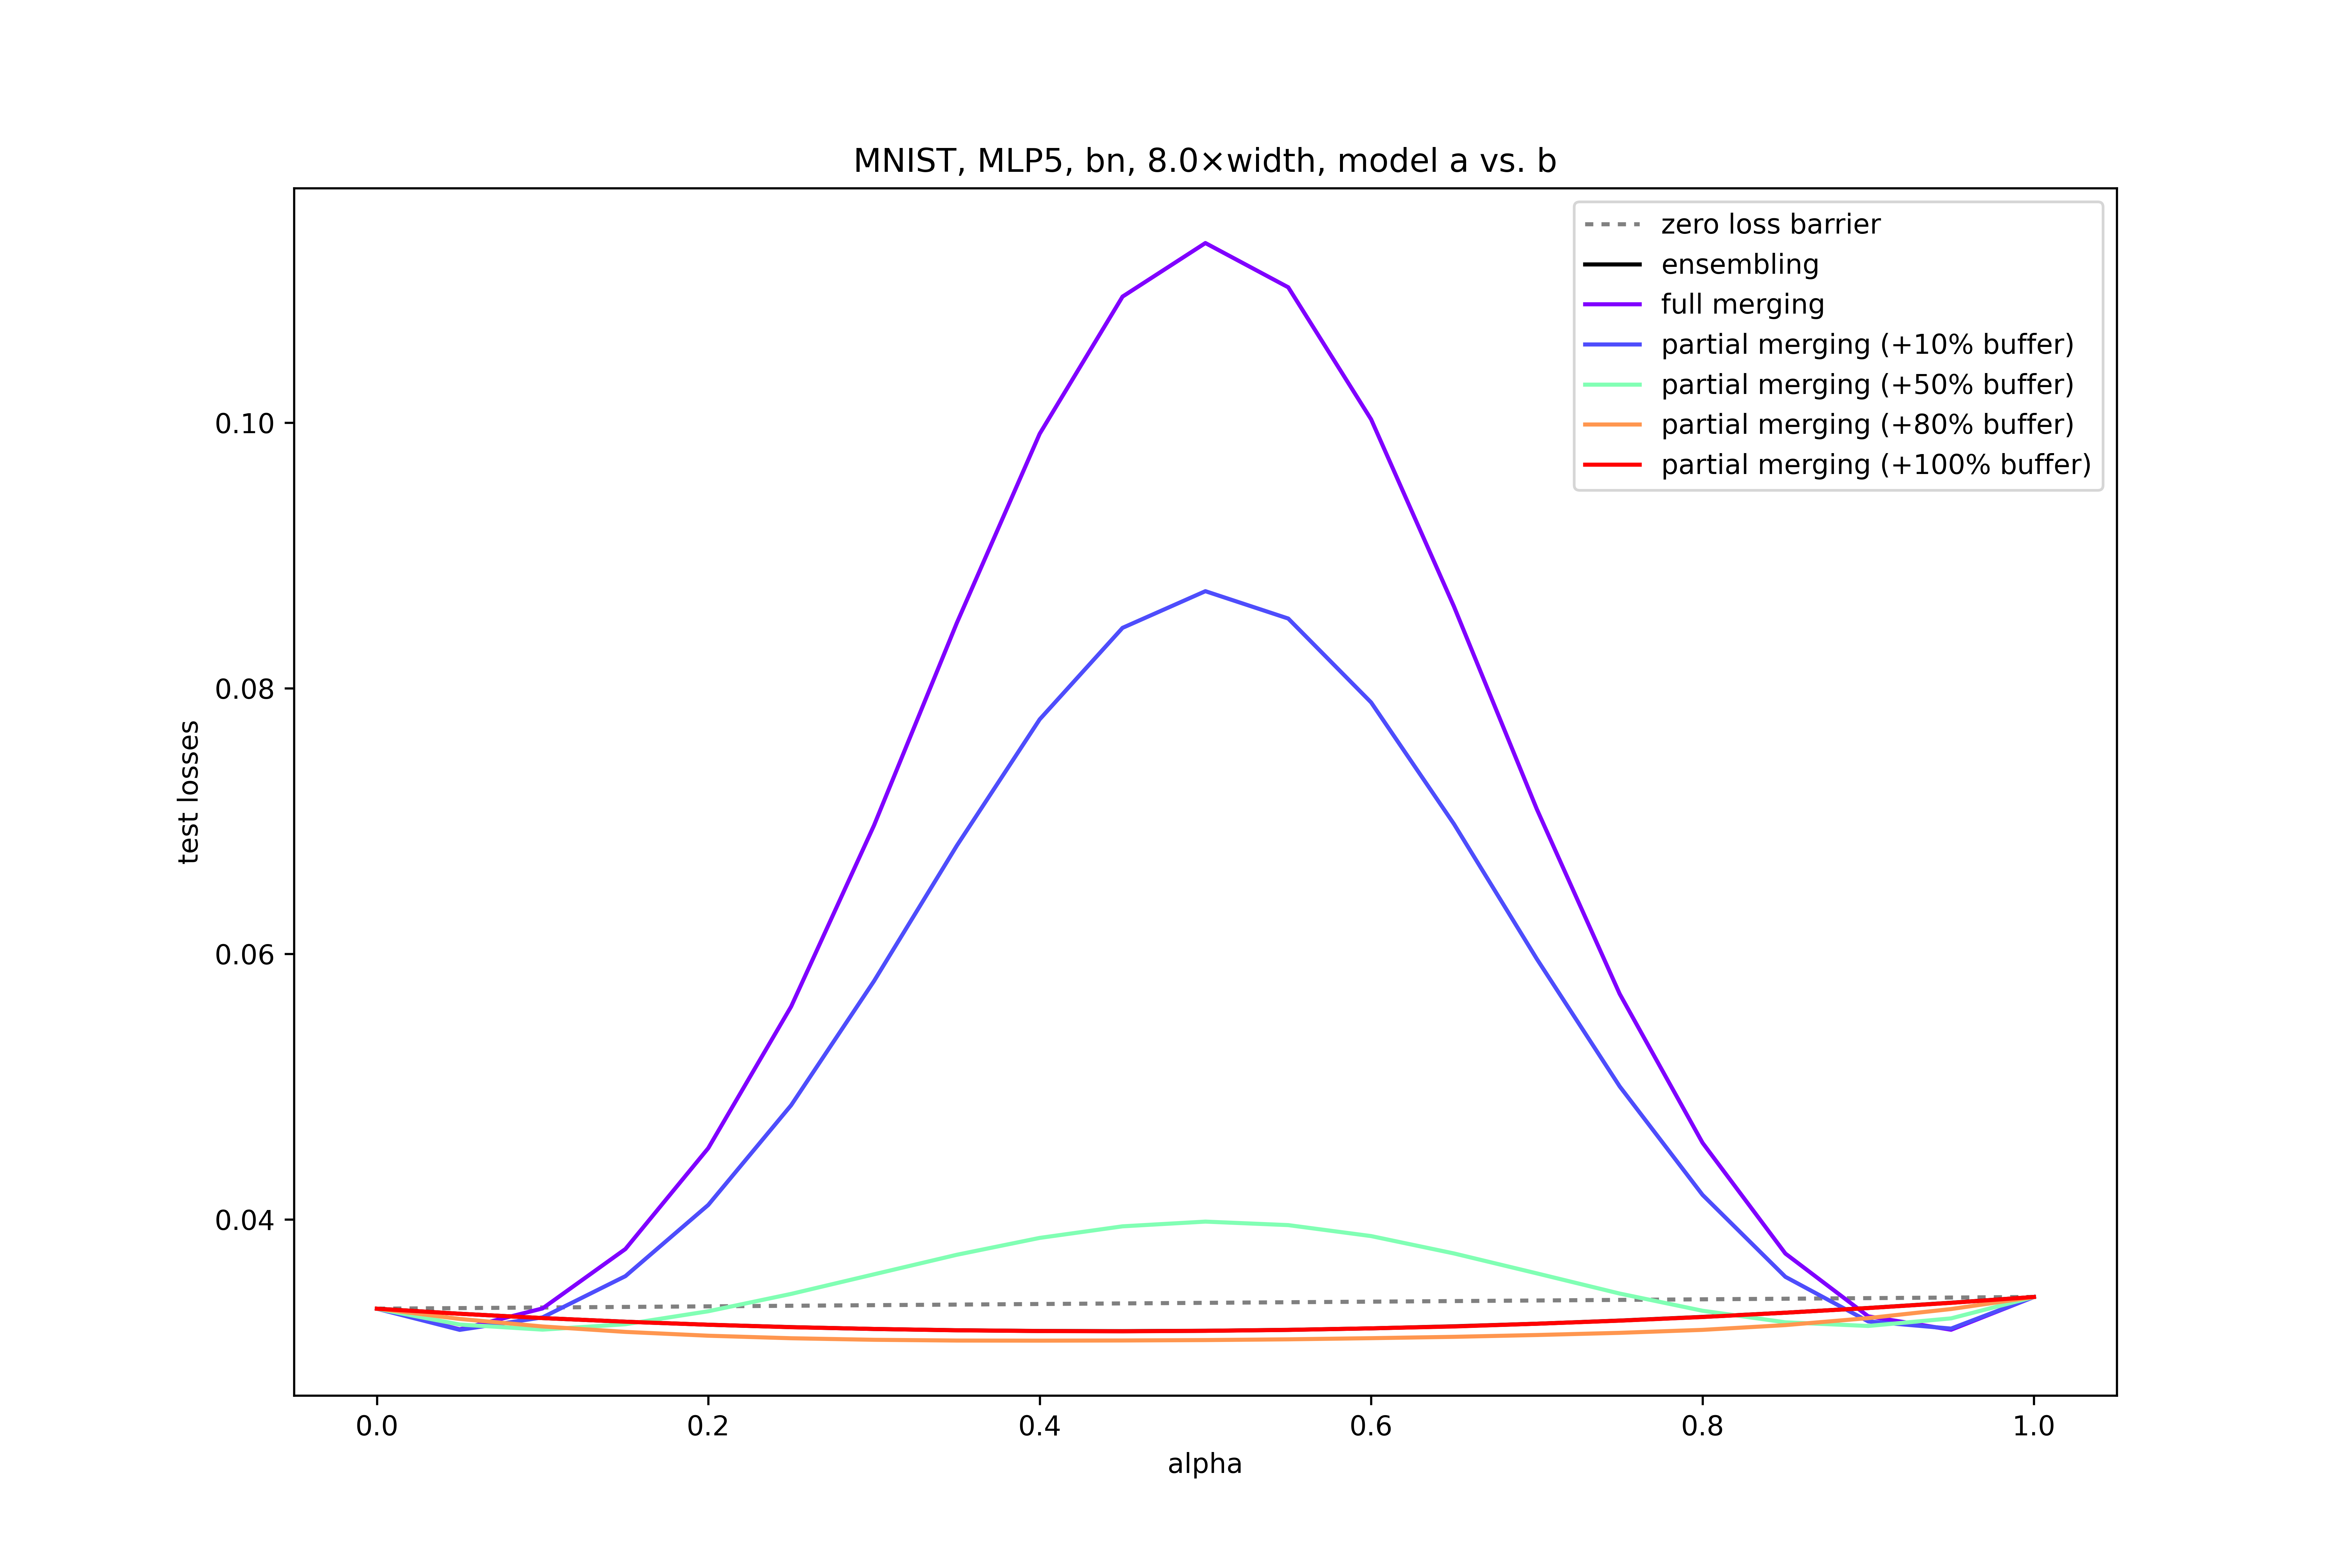 MNIST, MLP5, bn, 8.0×width, model a vs. b
zero loss barrier
ensembling
full merging
partial merging (+10% buffer)
partial merging (+50% buffer)
partial merging (+80% buffer)
partial merging (+100% buffer)
0.10
0.08
0.06
0.04
test losses
0.0 0.2 0.4 0.6 0.8 1.0
alpha